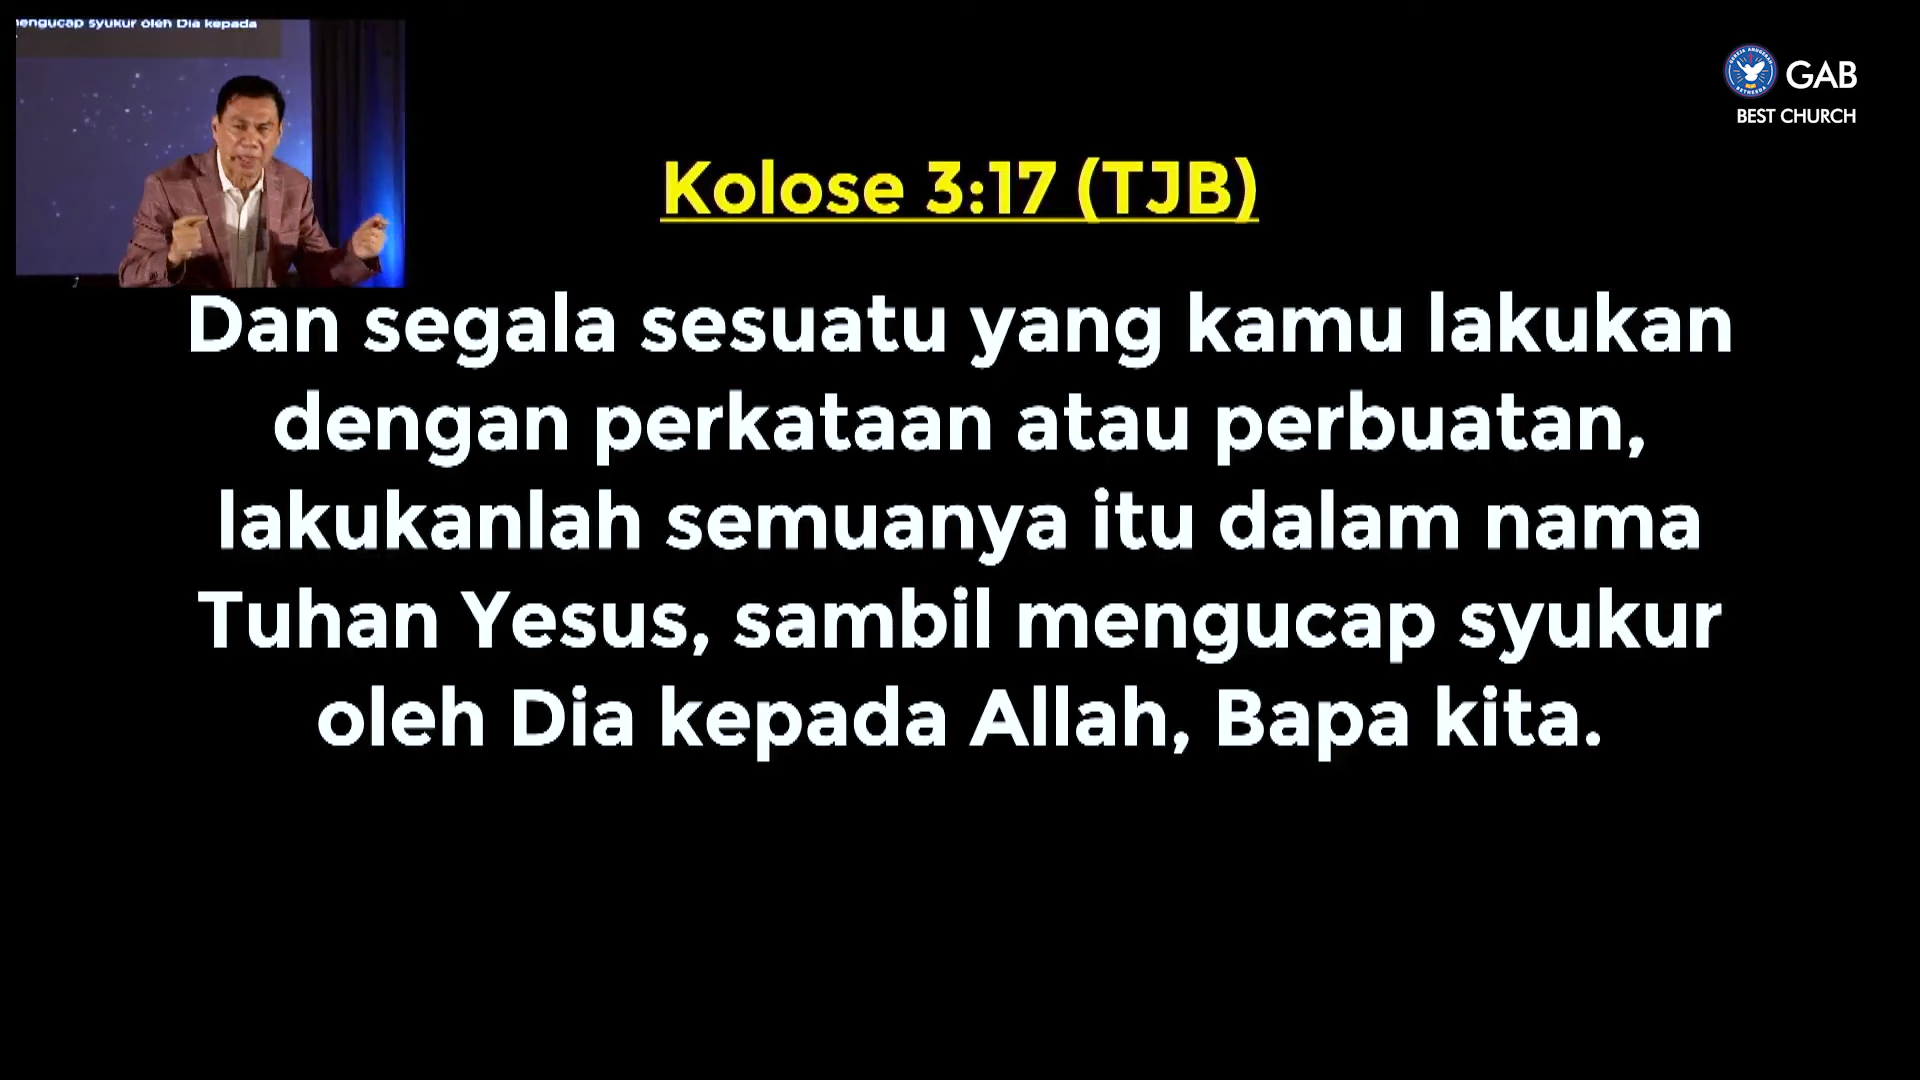 mengucap syukur oleh Dia kepada
GAB
BEST CHURCH
Kolose 3:17 (TJB)
Dan segala sesuatu yang kamu lakukan
dengan perkataan atau perbuatan,
lakukanlah semuanya itu dalam nama
Tuhan Yesus, sambil mengucap syukur
oleh Dia kepada Allah, Bapa kita.